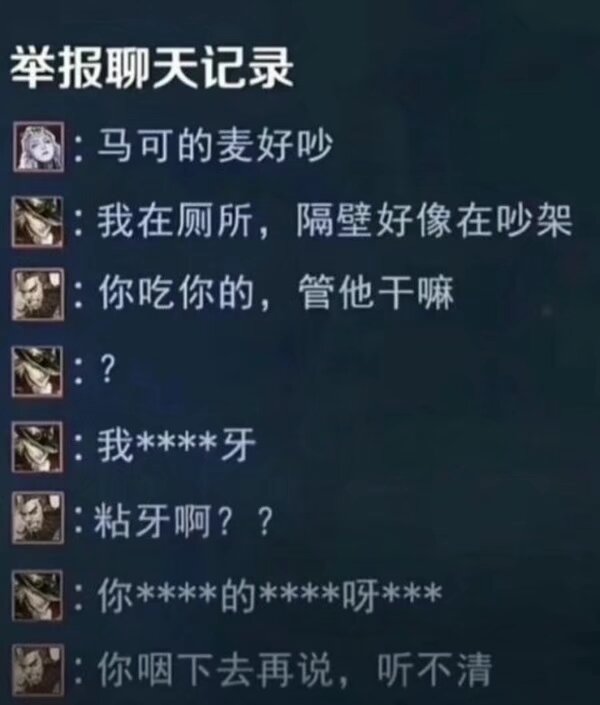 举报聊天记录
：马可的麦好吵
：我在厕所，隔壁好像在吵架
：你吃你的，管他干嘛
：?
：我****牙
：粘牙啊? ?
：你****的****呀***
：你咽下去再说，听不清